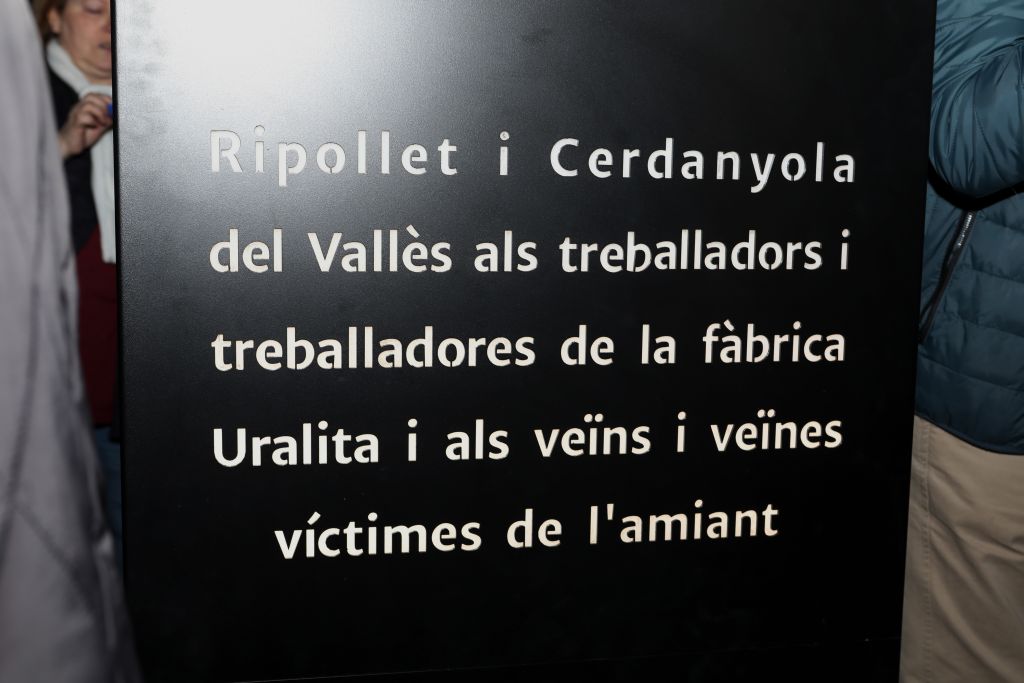 Ripollet i Cerdanyola
del Vallès als treballadors i
treballadores de la fàbrica
Uralita i als veïns i veïnes
víctimes de l'amiant